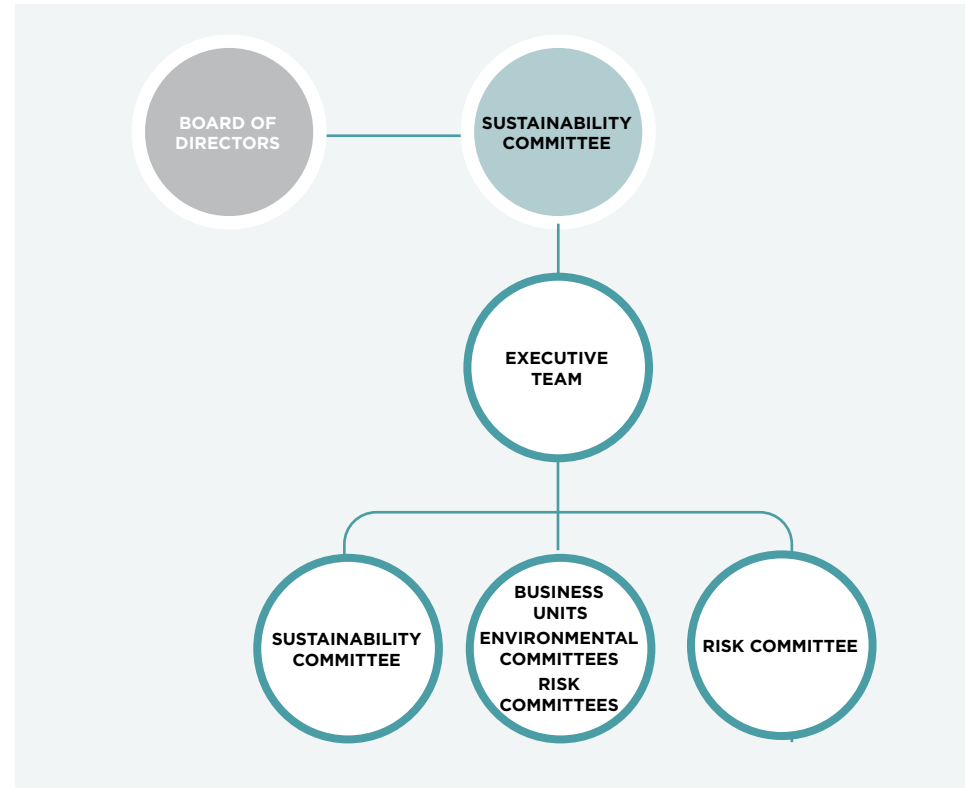 BOARD OF
DIRECTORS
SUSTAINABILITY
COMMITTEE
EXECUTIVE
TEAM
SUSTAINABILITY
COMMITTEE
BUSINESS
UNITS
ENVIRONMENTAL
COMMITTEES
RISK
COMMITTEES
RISK COMMITTEE